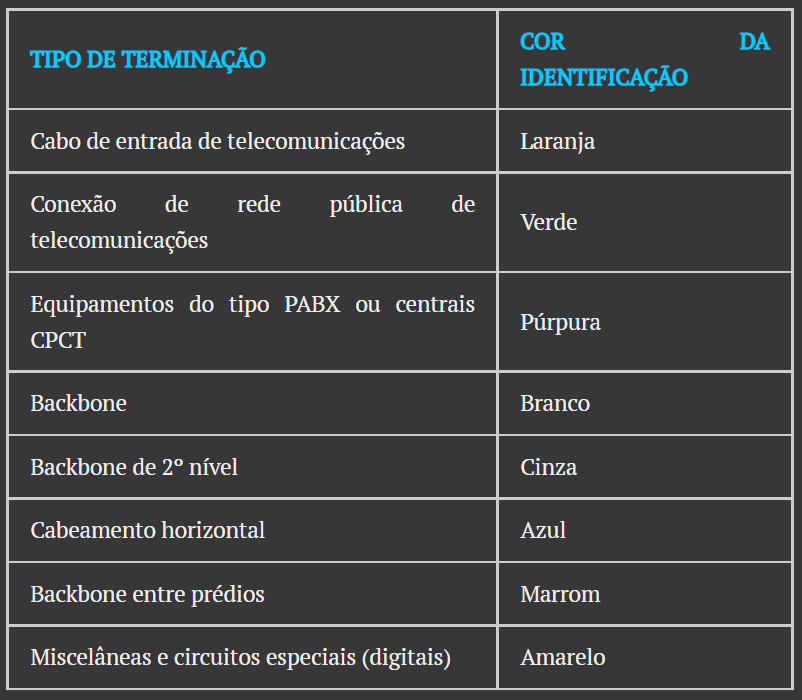 TIPO DE TERMINAÇÃO
COR DA
IDENTIFICAÇÃO
Cabo de entrada de telecomunicações
Laranja
Conexão de rede pública de
telecomunicações
Verde
Equipamentos do tipo PABX ou centrais
CPCT
Púrpura
Backbone
Branco
Backbone de 2º nível
Cinza
Cabeamento horizontal
Azul
Backbone entre prédios
Marrom
Miscelâneas e circuitos especiais (digitais)
Amarelo